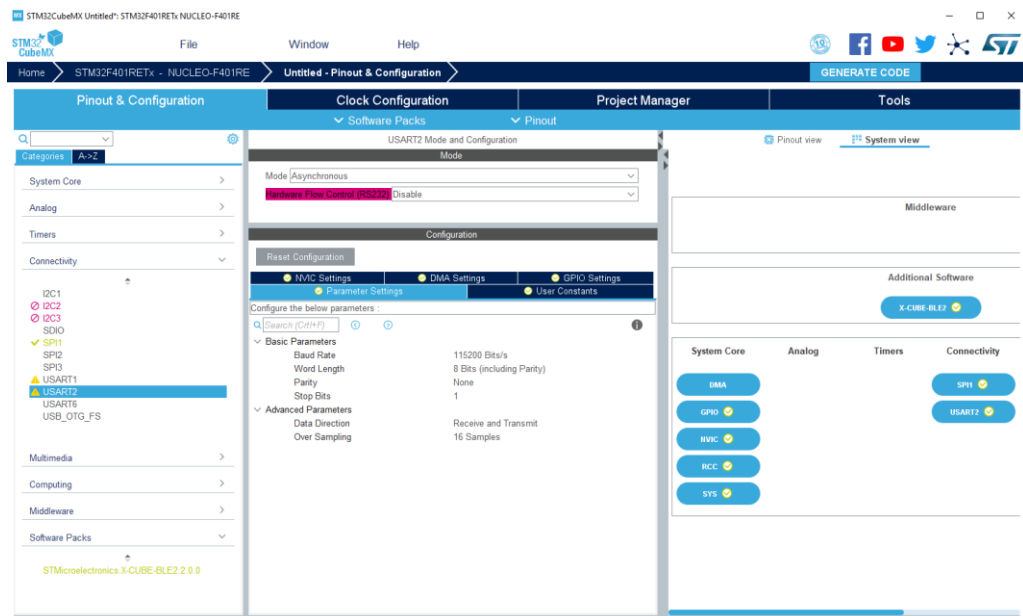 MX STM32CubeMX Untitled*: STM32F401RETx NUCLEO-F401RE
STM32
CubeMX
File
Window
Help
10
Home
STM32F401RETx - NUCLEO-F401RE
Untitled - Pinout & Configuration
GENERATE CODE
Pinout & Configuration
Clock Configuration
Project Manager
Tools
Software Packs
Pinout
Categories
A->Z
System Core
Analog
Timers
Connectivity
I2C1
I2C2
I2C3
SDIO
SPI1
SPI2
SPI3
USART1
USART2
USART6
USB_OTG_FS
Multimedia
Computing
Middleware
Software Packs
STMicroelectronics.X-CUBE-BLE2.2.0.0
USART2 Mode and Configuration
Mode
Mode Asynchronous
Hardware Flow Control (RS232) Disable
Configuration
Reset Configuration
NVIC Settings
DMA Settings
GPIO Settings
Parameter Settings
User Constants
Configure the below parameters :
Search (Crtl+F)
Basic Parameters
Baud Rate 115200 Bits/s
Word Length 8 Bits (including Parity)
Parity None
Stop Bits 1
Advanced Parameters
Data Direction Receive and Transmit
Over Sampling 16 Samples
Pinout view
System view
Middleware
Additional Software
X-CUBE-BLE2
System Core
Analog
Timers
Connectivity
DMA
SPI1
GPIO
USART2
NVIC
RCC
SYS